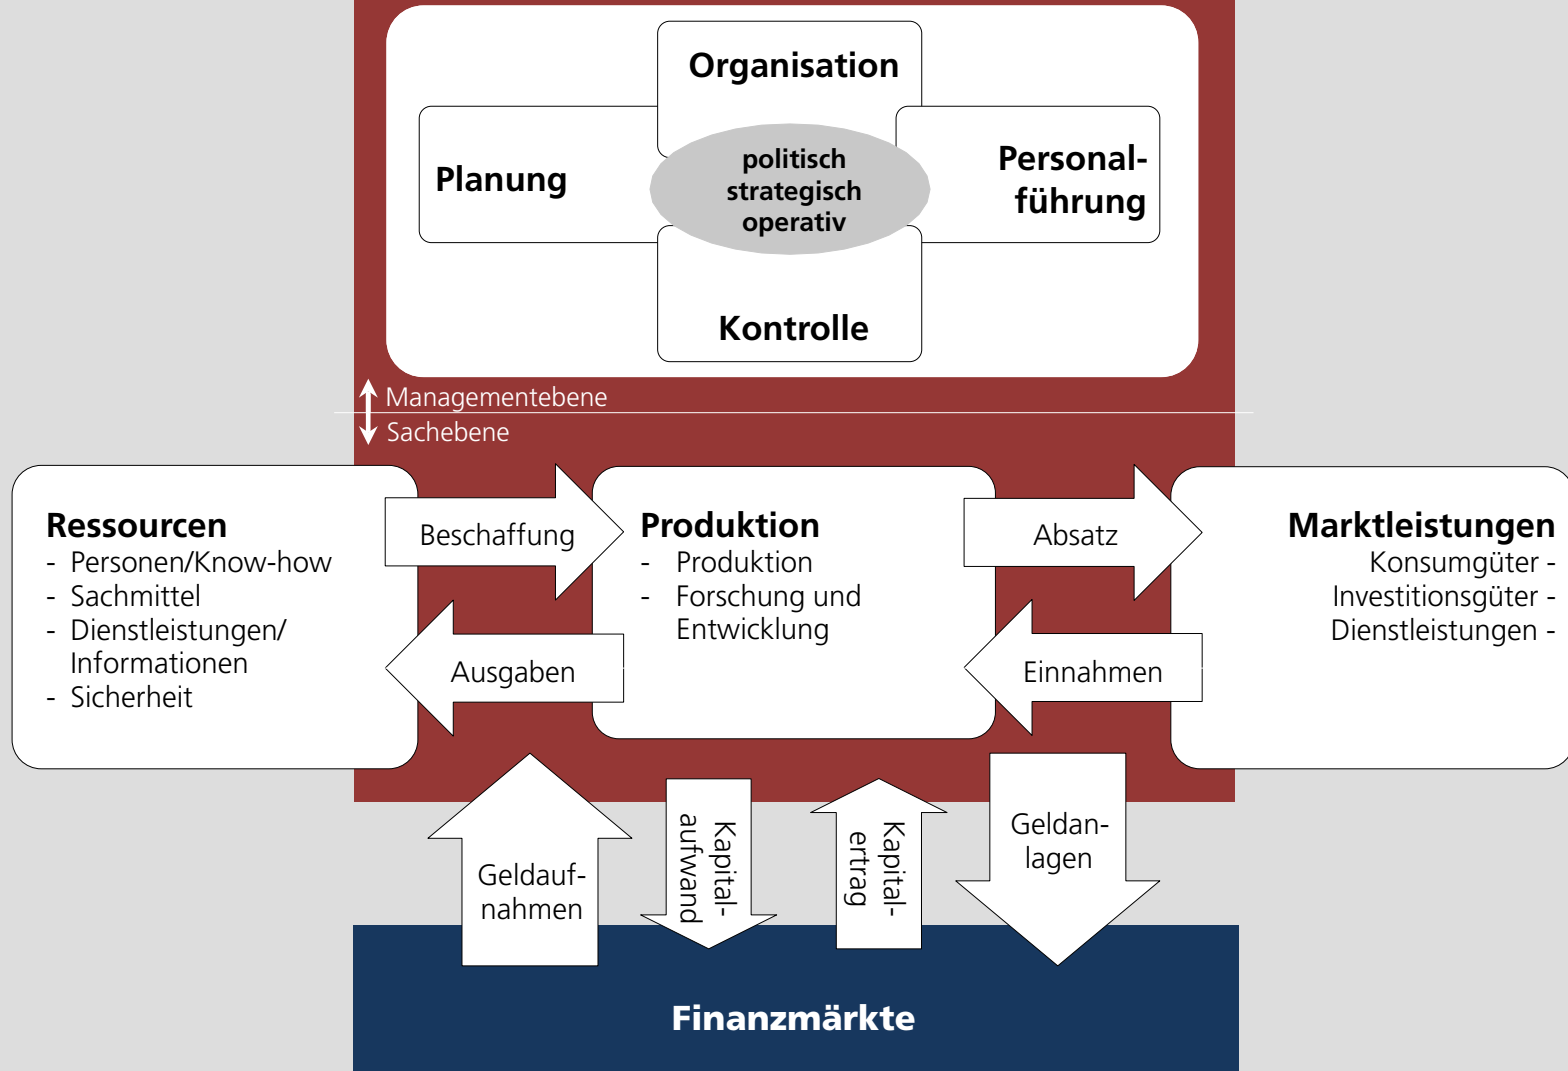 Organisation
Planung
politisch
strategisch
operativ
Personal-
führung
Kontrolle
Managementebene
Sachebene
Ressourcen
- Personen/Know-how
- Sachmittel
- Dienstleistungen/
Informationen
- Sicherheit
Beschaffung
Ausgaben
Produktion
- Produktion
- Forschung und
Entwicklung
Absatz
Einnahmen
Marktleistungen
Konsumgüter -
Investitionsgüter -
Dienstleistungen -
Geldauf-
nahmen
Kapital-
aufwand
Kapital-
ertrag
Geldan-
lagen
Finanzmärkte